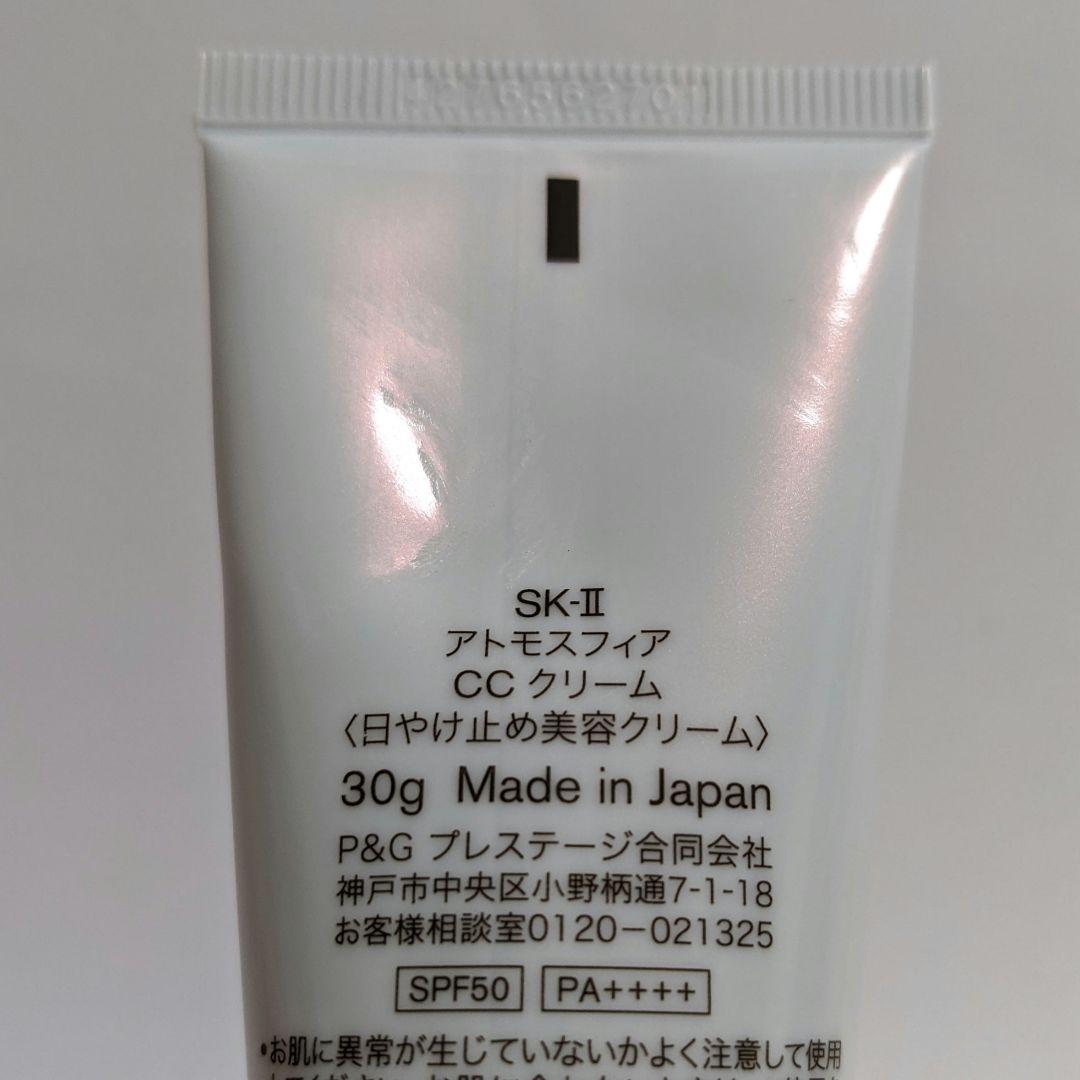 SK-II
アトモスフィア
CC クリーム
〈日やけ止め美容クリーム〉
30g Made in Japan
P&G プレステージ合同会社
神戸市中央区小野柄通7-1-18
お客様相談室0120-021325
SPF50 PA++++
•お肌に異常が生じていないかよく注意して使用